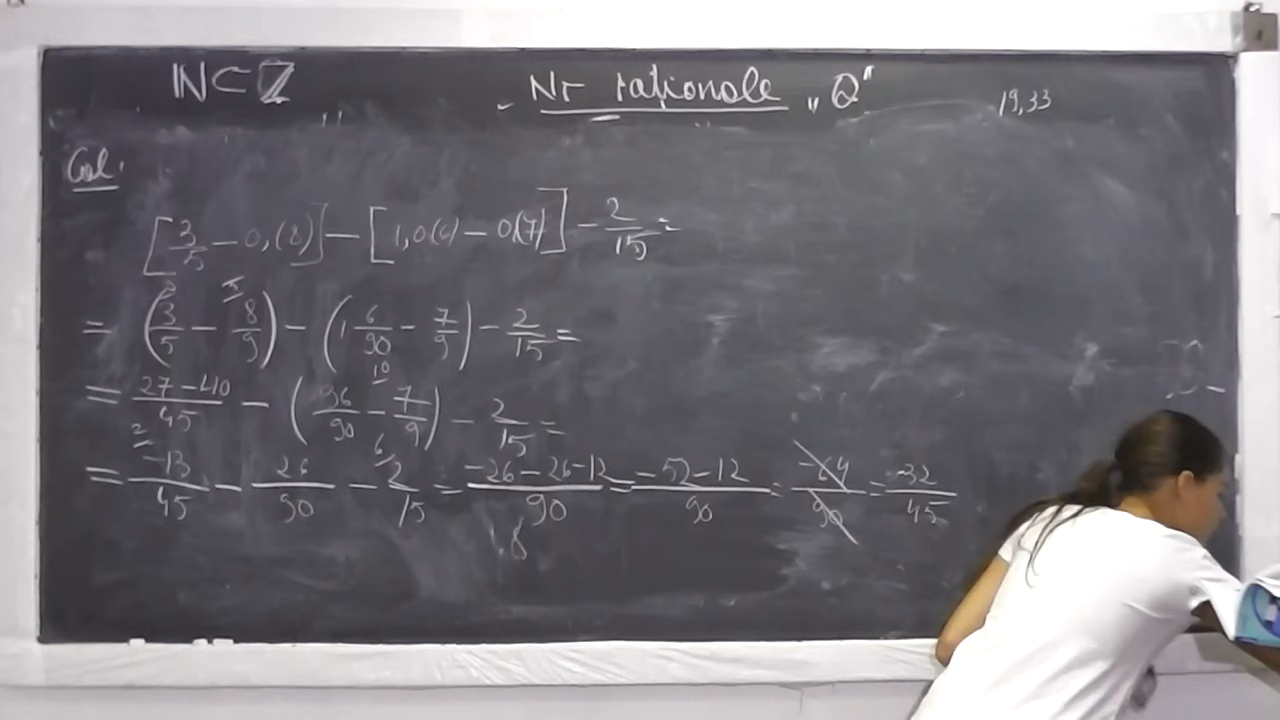 ℕ ⊂ ℤ
- Nr raționale „Q"
19,33
Cal.
[3/5 - 0,(8)] - [1,0(6) - 0,(7)] - 2/15 =
= (3/5 - 8/9) - (1 6/90 - 7/9) - 2/15 =
= 27-40/45 - (96/90 - 7/9) - 2/15 =
= -13/45 - 26/90 - 2/15 = -26-26-12/90 = -52-12/90 = -64/90 = -32/45